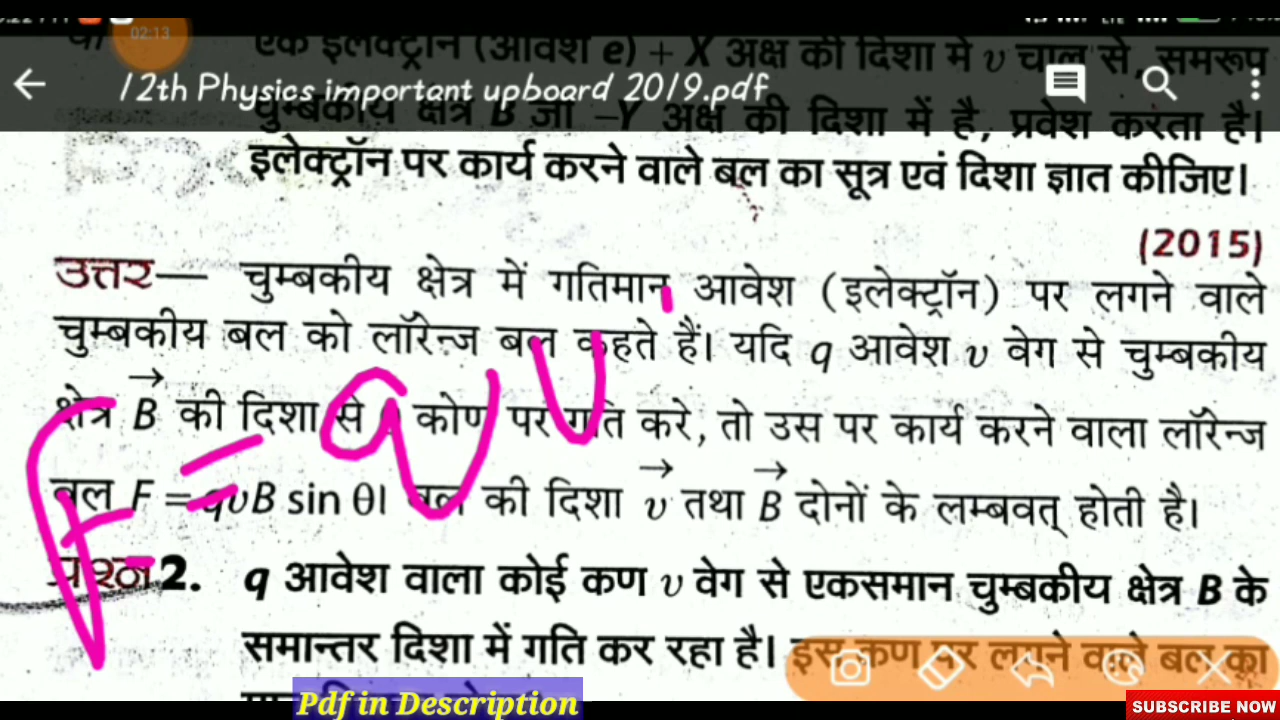 02:13
एक इलेक्ट्रॉन (आवेश e) + X अक्ष की दिशा में v चाल से, समरूप
12th Physics important upboard 2019.pdf
चुम्बकीय क्षेत्र B जो –Y अक्ष की दिशा में है, प्रवेश करता है।
इलेक्ट्रॉन पर कार्य करने वाले बल का सूत्र एवं दिशा ज्ञात कीजिए।
(2015)
उत्तर— चुम्बकीय क्षेत्र में गतिमान आवेश (इलेक्ट्रॉन) पर लगने वाले
चुम्बकीय बल को लॉरेन्ज बल कहते हैं। यदि q आवेश v वेग से चुम्बकीय
क्षेत्र B⃗ की दिशा से कोण पर गति करे, तो उस पर कार्य करने वाला लॉरेन्ज
बल F = qvB sin θ। बल की दिशा v⃗ तथा B⃗ दोनों के लम्बवत् होती है।
F = q v
प्रश्न 2. q आवेश वाला कोई कण v वेग से एकसमान चुम्बकीय क्षेत्र B के
समान्तर दिशा में गति कर रहा है। इस कण पर लगने वाले बल का
Pdf in Description
SUBSCRIBE NOW